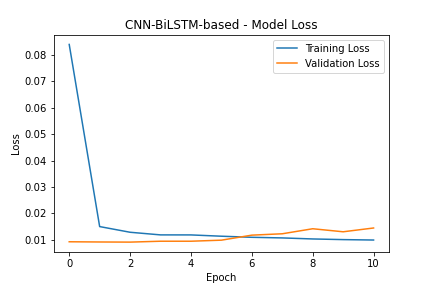 CNN-BiLSTM-based - Model Loss
Training Loss
Validation Loss
Loss
0.08
0.07
0.06
0.05
0.04
0.03
0.02
0.01
0 2 4 6 8 10
Epoch